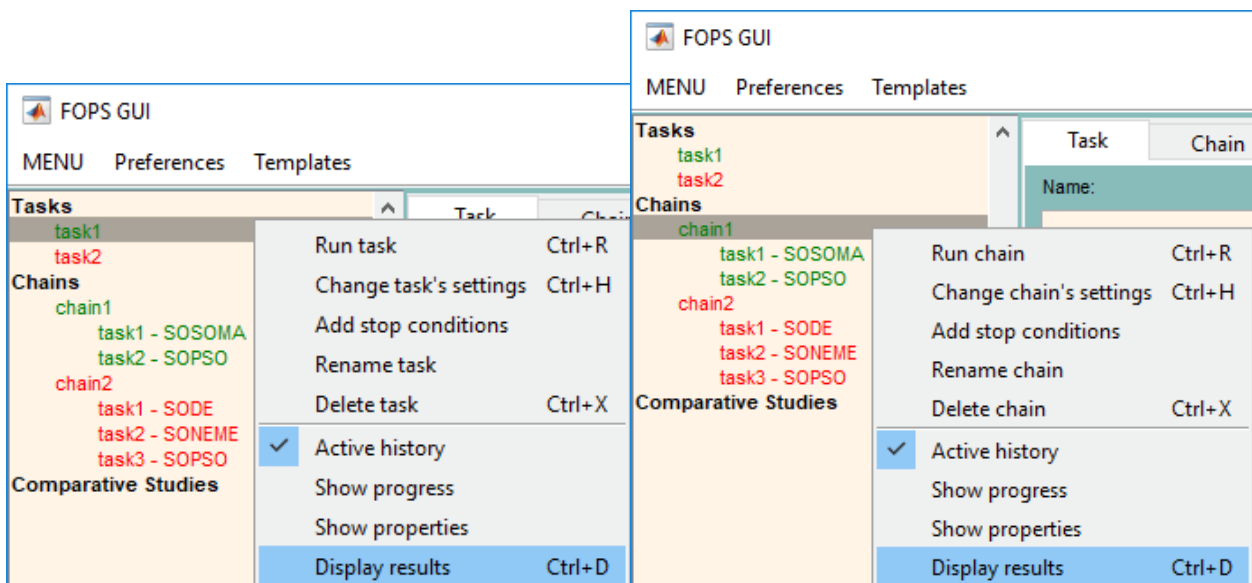 FOPS GUI
MENU Preferences Templates
Tasks
task1
task2
Chains
chain1
task1 - SOSOMA
task2 - SOPSO
chain2
task1 - SODE
task2 - SONEME
task3 - SOPSO
Comparative Studies
Task
Run task Ctrl+R
Change task's settings Ctrl+H
Add stop conditions
Rename task
Delete task Ctrl+X
Active history
Show progress
Show properties
Display results Ctrl+D
FOPS GUI
MENU Preferences Templates
Tasks
task1
task2
Chains
chain1
task1 - SOSOMA
task2 - SOPSO
chain2
task1 - SODE
task2 - SONEME
task3 - SOPSO
Comparative Studies
Task Chain
Name:
Run chain Ctrl+R
Change chain's settings Ctrl+H
Add stop conditions
Rename chain
Delete chain Ctrl+X
Active history
Show progress
Show properties
Display results Ctrl+D